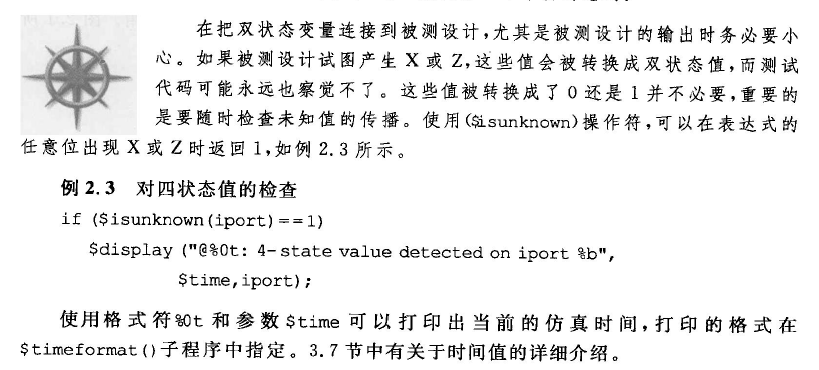 在把双状态变量连接到被测设计,尤其是被测设计的输出时务必要小
心。如果被测设计试图产生 X 或 Z,这些值会被转换成双状态值,而测试
代码可能永远也察觉不了。这些值被转换成了 0 还是 1 并不必要,重要的
是要随时检查未知值的传播。使用($isunknown)操作符,可以在表达式的
任意位出现 X 或 Z 时返回 1,如例 2.3 所示。
例 2.3 对四状态值的检查
if ($isunknown(iport)==1)
$display ("@%0t: 4-state value detected on iport %b",
$time,iport);
使用格式符%0t 和参数 $time 可以打印出当前的仿真时间,打印的格式在
$timeformat()子程序中指定。3.7 节中有关于时间值的详细介绍。